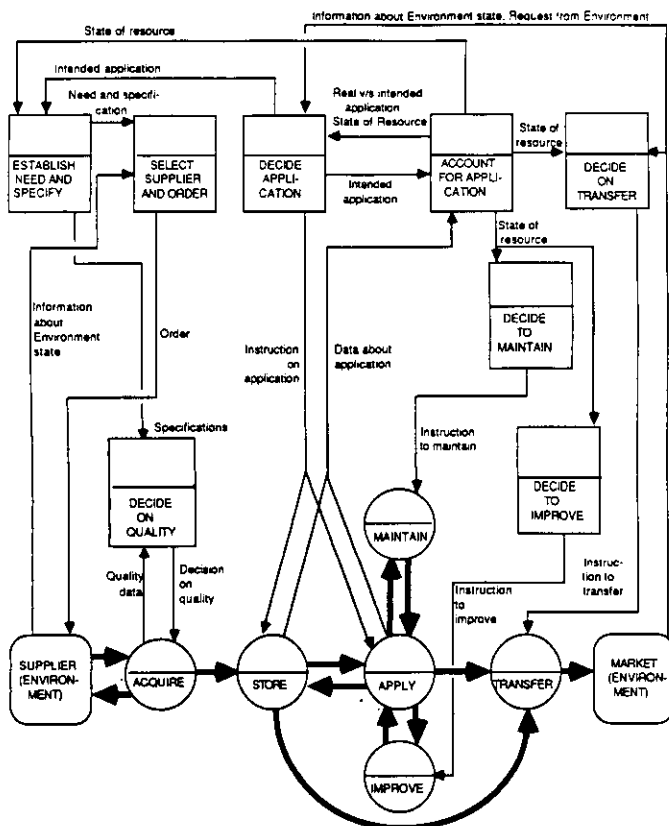 Information about Environment state. Request from Environment
State of resource
Intended application
Need and specifi-
cation
Real v/s intended
application
State of Resource
State of
resource
ESTABLISH
NEED AND
SPECIFY
SELECT
SUPPLIER
AND ORDER
DECIDE
APPLI-
CATION
Intended
application
ACCOUNT
FOR APPLI-
CATION
DECIDE
ON
TRANSFER
State of
resource
Information
about
Environment
state
Order
Instruction
on
application
Data about
application
DECIDE
TO
MAINTAIN
Specifications
Instruction
to maintain
DECIDE
ON
QUALITY
DECIDE
TO
IMPROVE
MAINTAIN
Quality
data
Decision
on
quality
Instruction
to
improve
Instruc-
tion to
transfer
SUPPLIER
(ENVIRON-
MENT)
ACQUIRE
STORE
APPLY
TRANSFER
MARKET
(ENVIRON-
MENT)
IMPROVE